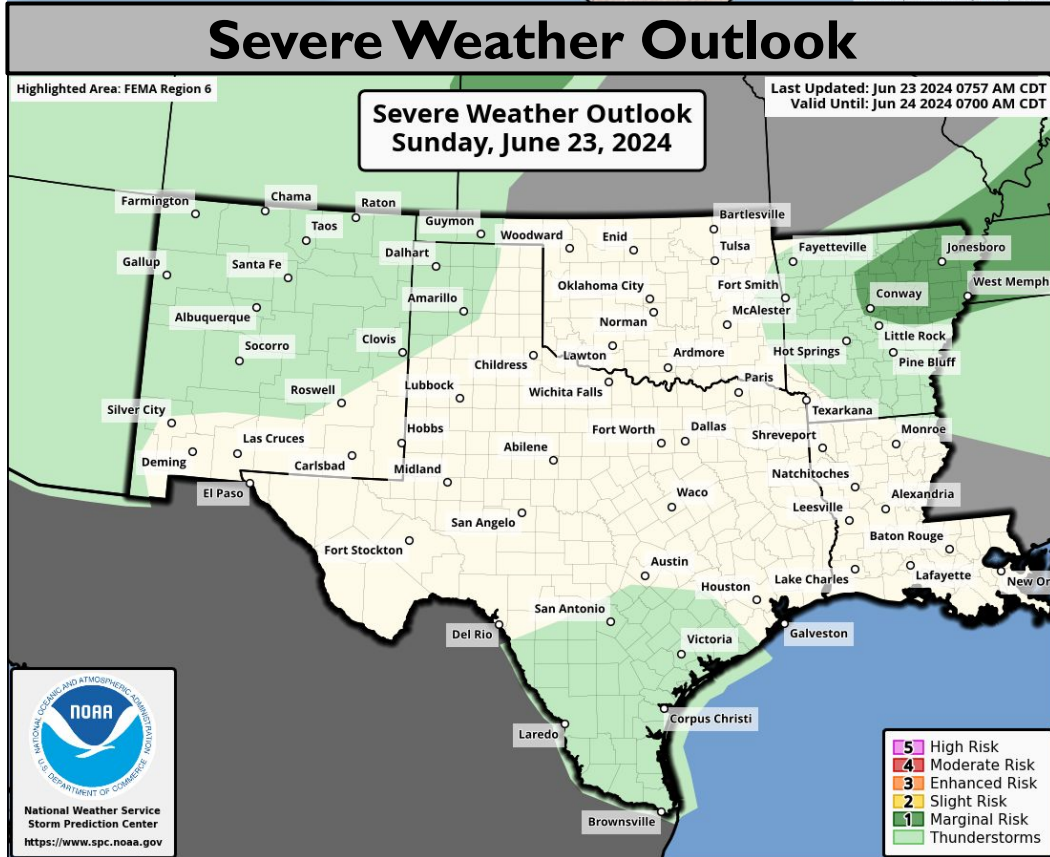 Severe Weather Outlook
Highlighted Area: FEMA Region 6
Last Updated: Jun 23 2024 0757 AM CDT
Valid Until: Jun 24 2024 0700 AM CDT
Severe Weather Outlook
Sunday, June 23, 2024
Farmington
Chama
Raton
Taos
Guymon
Woodward
Enid
Bartlesville
Tulsa
Fayetteville
Jonesboro
Gallup
Santa Fe
Dalhart
Oklahoma City
Fort Smith
West Memph
Conway
Albuquerque
Amarillo
Norman
McAlester
Little Rock
Socorro
Clovis
Childress
Lawton
Ardmore
Hot Springs
Pine Bluff
Roswell
Lubbock
Wichita Falls
Paris
Texarkana
Silver City
Las Cruces
Hobbs
Abilene
Fort Worth
Dallas
Shreveport
Monroe
Deming
Carlsbad
Midland
Natchitoches
El Paso
Waco
Alexandria
San Angelo
Leesville
Fort Stockton
Baton Rouge
Austin
Houston
Lake Charles
Lafayette
New Or
San Antonio
Del Rio
Victoria
Galveston
Laredo
Corpus Christi
Brownsville
NATIONAL OCEANIC AND ATMOSPHERIC ADMINISTRATION
NOAA
U.S. DEPARTMENT OF COMMERCE
National Weather Service
Storm Prediction Center
https://www.spc.noaa.gov
5 High Risk
4 Moderate Risk
3 Enhanced Risk
2 Slight Risk
1 Marginal Risk
Thunderstorms